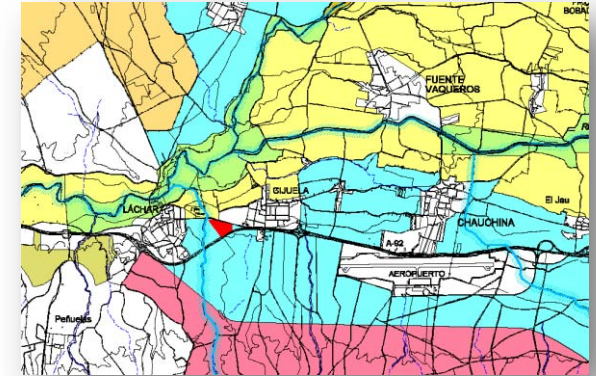 BOBAD
FUENTE
VAQUEROS
CIJUELA
LACHAR
El Jau
CHAUCHINA
A-92
AEROPUERTO
Peñuelas